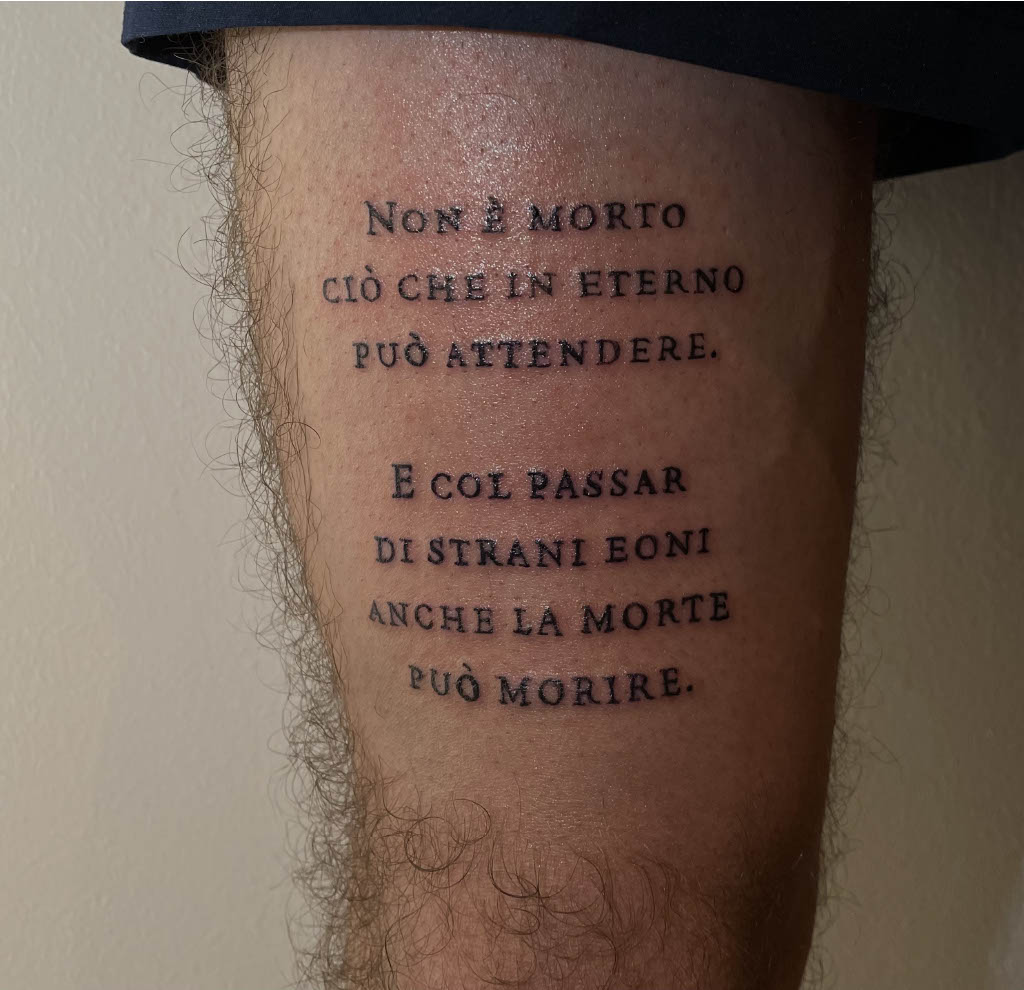 Non è morto
ciò che in eterno
può attendere.
E col passar
di strani eoni
anche la morte
può morire.